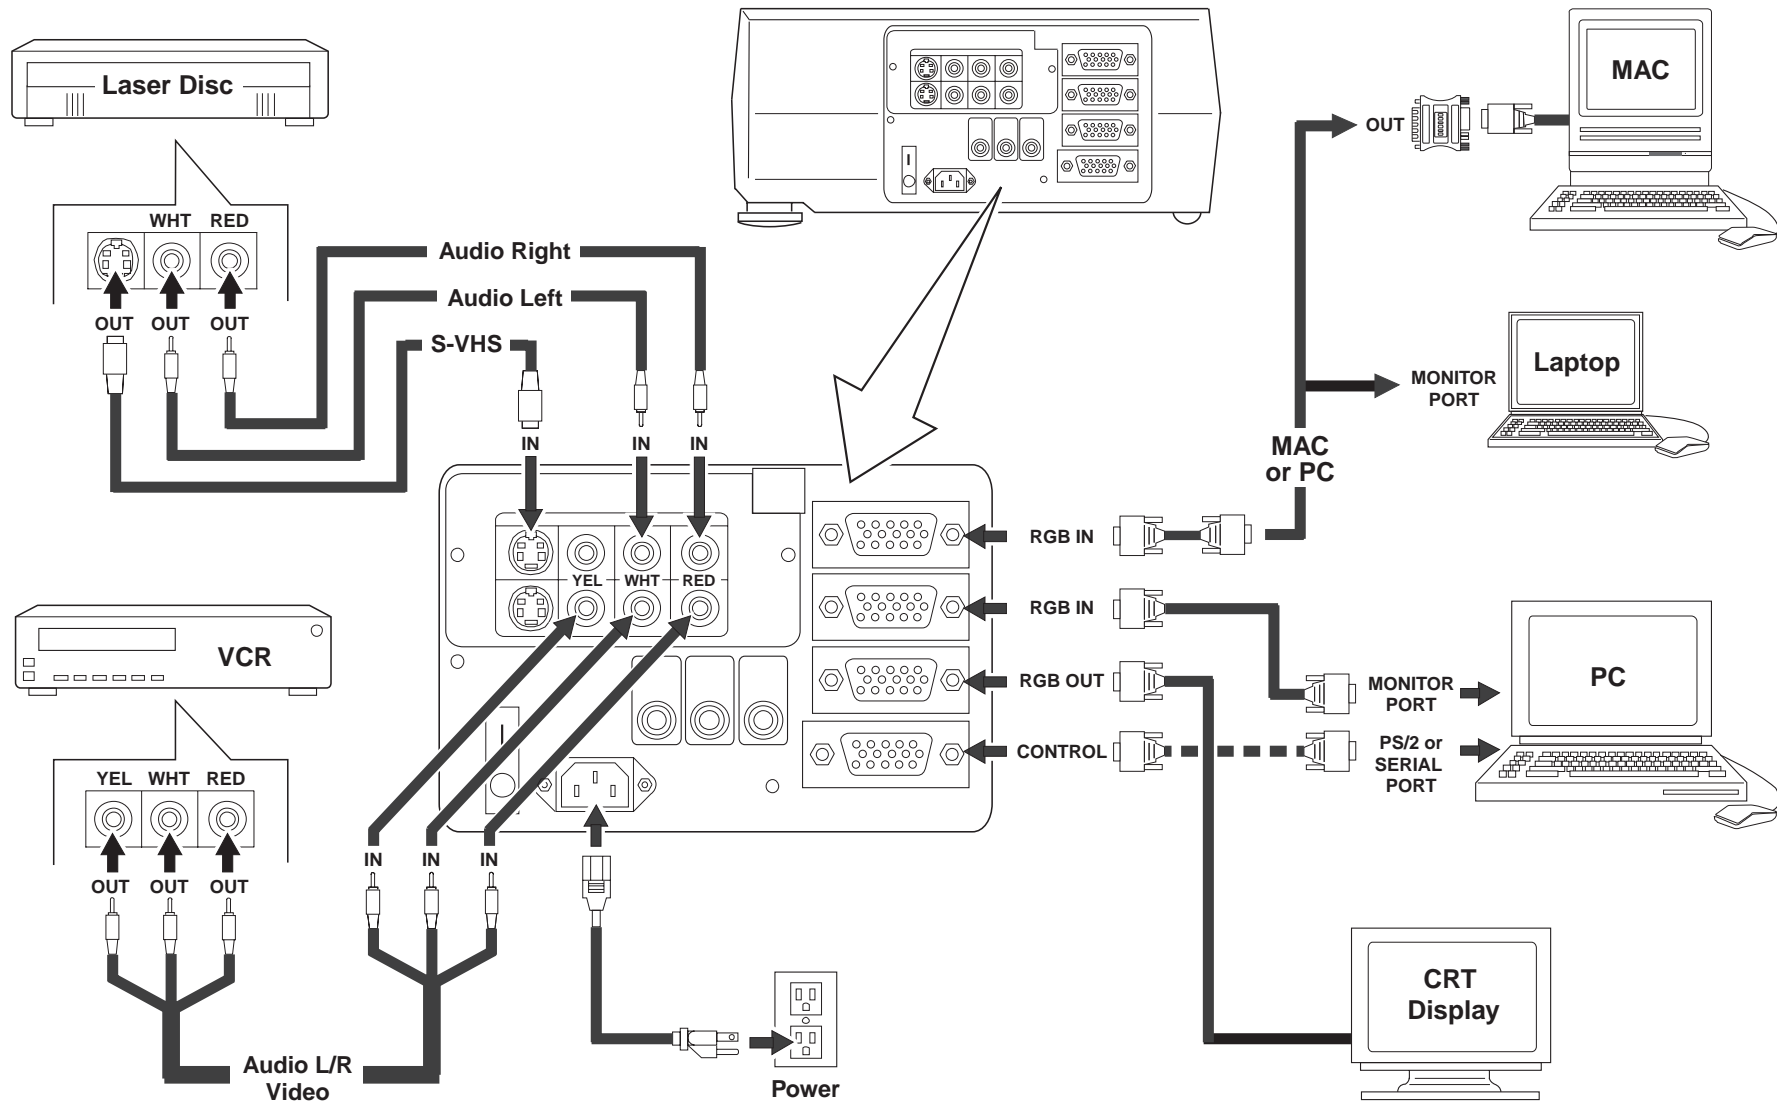 Laser Disc
WHT RED
OUT OUT OUT
Audio Right
Audio Left
S-VHS
IN IN IN
MAC
OUT
Laptop
MONITOR
PORT
MAC
or PC
YEL WHT RED
RGB IN
RGB IN
RGB OUT
CONTROL
MONITOR
PORT
PS/2 or
SERIAL
PORT
PC
VCR
YEL WHT RED
OUT OUT OUT
IN IN IN
I
I
Audio L/R
Video
Power
CRT
Display